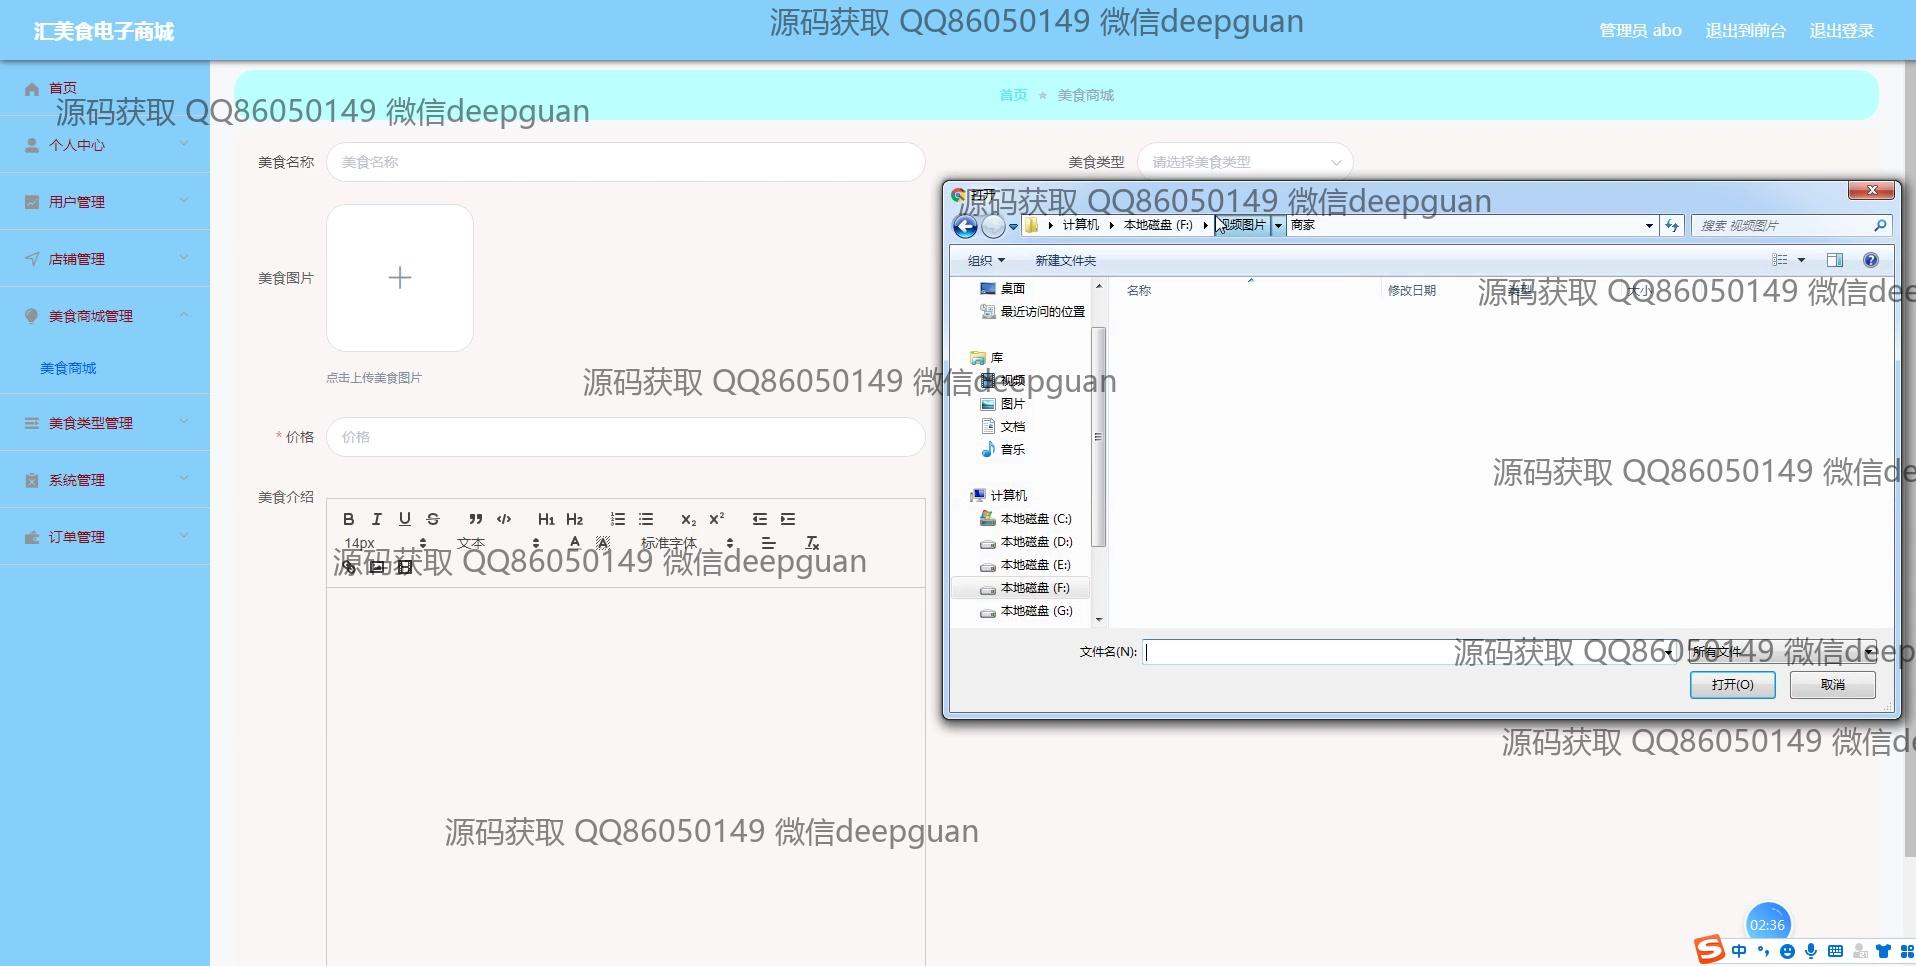 汇美食电子商城
源码获取 QQ86050149 微信deepguan
管理员 abo 退出到前台 退出登录
首页
源码获取 QQ86050149 微信deepguan
个人中心
用户管理
店铺管理
美食商城管理
美食商城
美食类型管理
系统管理
订单管理
首页 美食商城
美食名称 美食名称
美食类型 请选择美食类型
美食图片
点击上传美食图片
源码获取 QQ86050149 微信deepguan
* 价格 价格
美食介绍
B I U S H1 H2 x2 x2
14px 文本 A A 标准字体 Tx
源码获取 QQ86050149 微信deepguan
源码获取 QQ86050149 微信deepguan
打开
源码获取 QQ86050149 微信deepguan
计算机 本地磁盘 (F:) 视频图片 商家
搜索 视频图片
组织 新建文件夹
名称 修改日期 类型 大小
源码获取 QQ86050149 微信dee
桌面
最近访问的位置
库
视频
图片
文档
音乐
计算机
本地磁盘 (C:)
本地磁盘 (D:)
本地磁盘 (E:)
本地磁盘 (F:)
本地磁盘 (G:)
源码获取 QQ86050149 微信de
文件名(N):
所有文件
源码获取 QQ86050149 微信deep
打开(O) 取消
源码获取 QQ86050149 微信de
02:36
S 中